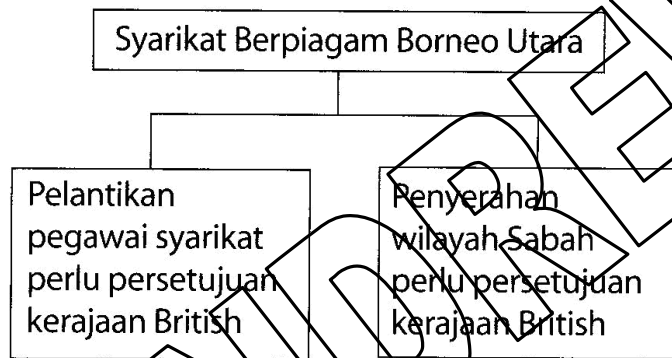 Syarikat Berpiagam Borneo Utara
Pelantikan
pegawai syarikat
perlu persetujuan
kerajaan British
Penyerahan
wilayah Sabah
perlu persetujuan
kerajaan British